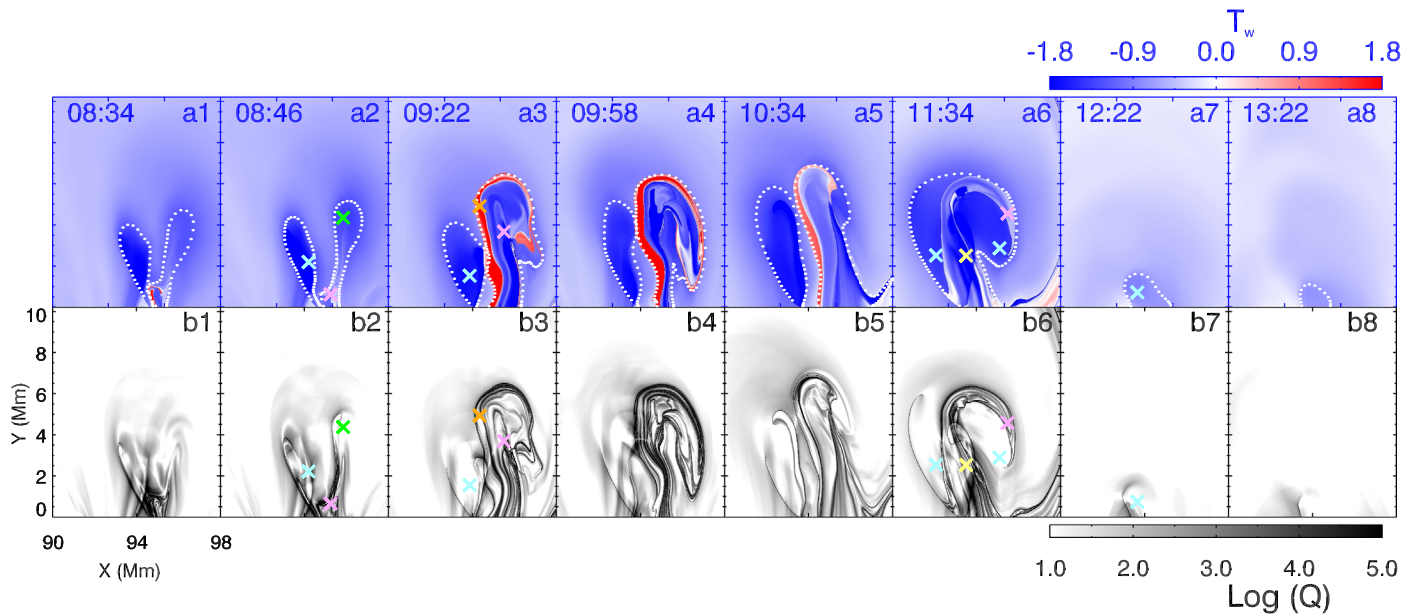 T_w
-1.8 -0.9 0.0 0.9 1.8
08:34 a1 08:46 a2 09:22 a3 09:58 a4 10:34 a5 11:34 a6 12:22 a7 13:22 a8
10 b1 b2 b3 b4 b5 b6 b7 b8
8
6
4
2
0
Y (Mm)
90 94 98
X (Mm)
1.0 2.0 3.0 4.0 5.0
Log (Q)